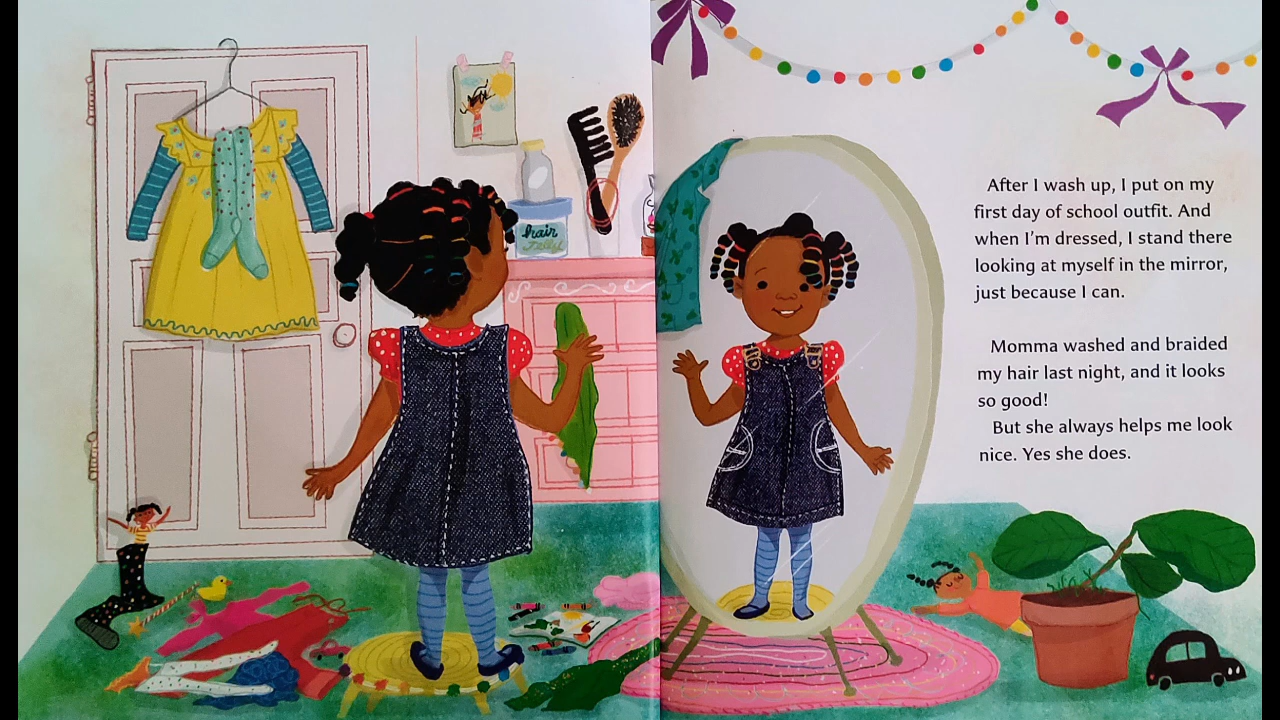 hair
Jelly
After I wash up, I put on my
first day of school outfit. And
when I'm dressed, I stand there
looking at myself in the mirror,
just because I can.
Momma washed and braided
my hair last night, and it looks
so good!
But she always helps me look
nice. Yes she does.